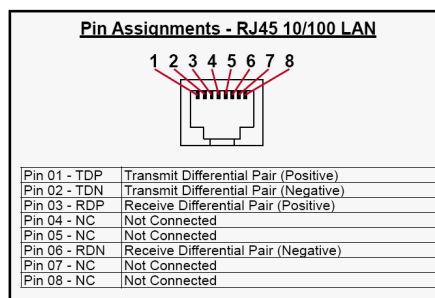 Pin Assignments - RJ45 10/100 LAN
1 2 3 4 5 6 7 8
Pin 01 - TDP Transmit Differential Pair (Positive)
Pin 02 - TDN Transmit Differential Pair (Negative)
Pin 03 - RDP Receive Differential Pair (Positive)
Pin 04 - NC Not Connected
Pin 05 - NC Not Connected
Pin 06 - RDN Receive Differential Pair (Negative)
Pin 07 - NC Not Connected
Pin 08 - NC Not Connected